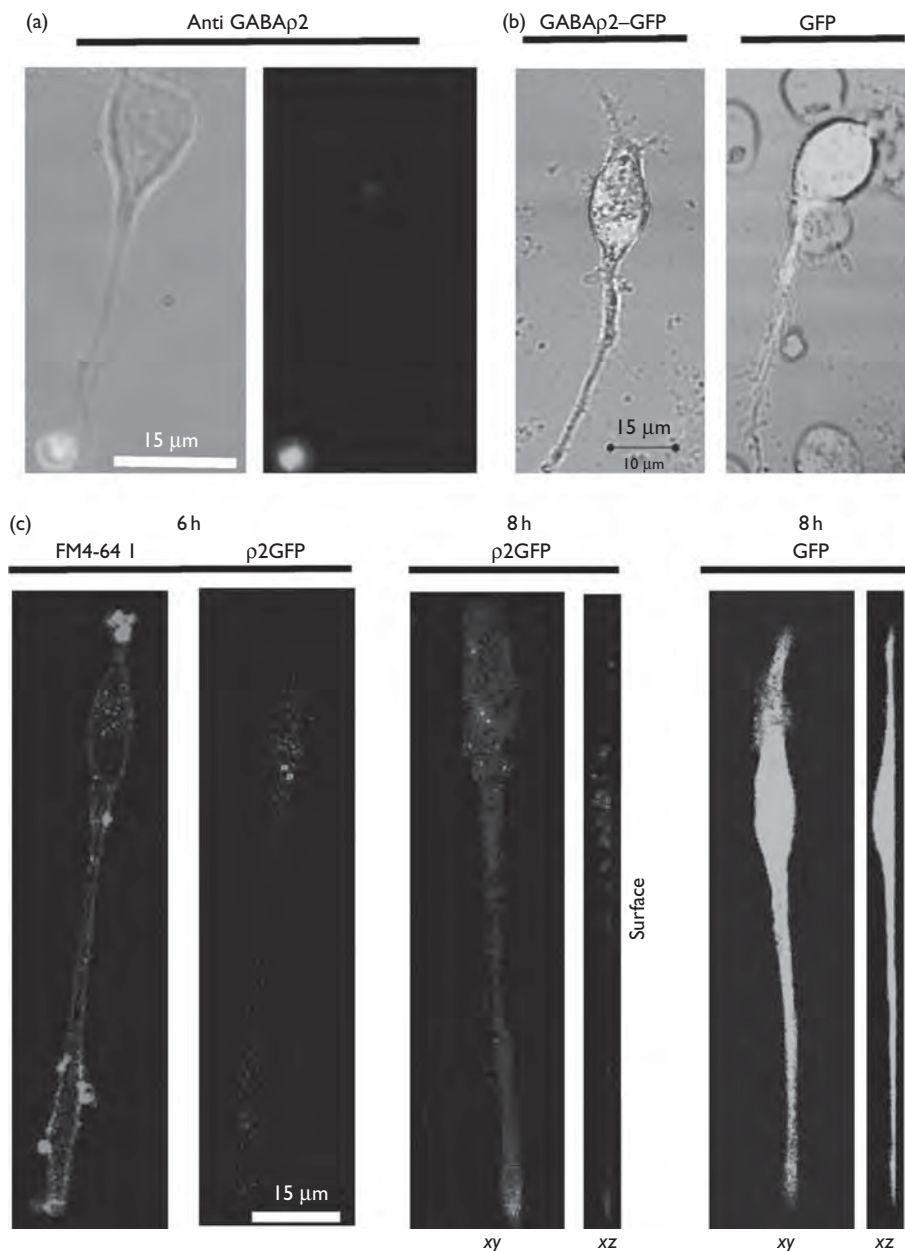 (a)
Anti GABAρ2
(b)
GABAρ2–GFP
GFP
15 μm
15 μm
10 μm
(c)
6 h
8 h
8 h
FM4-64 1
ρ2GFP
ρ2GFP
GFP
Surface
15 μm
xy
xz
xy
xz